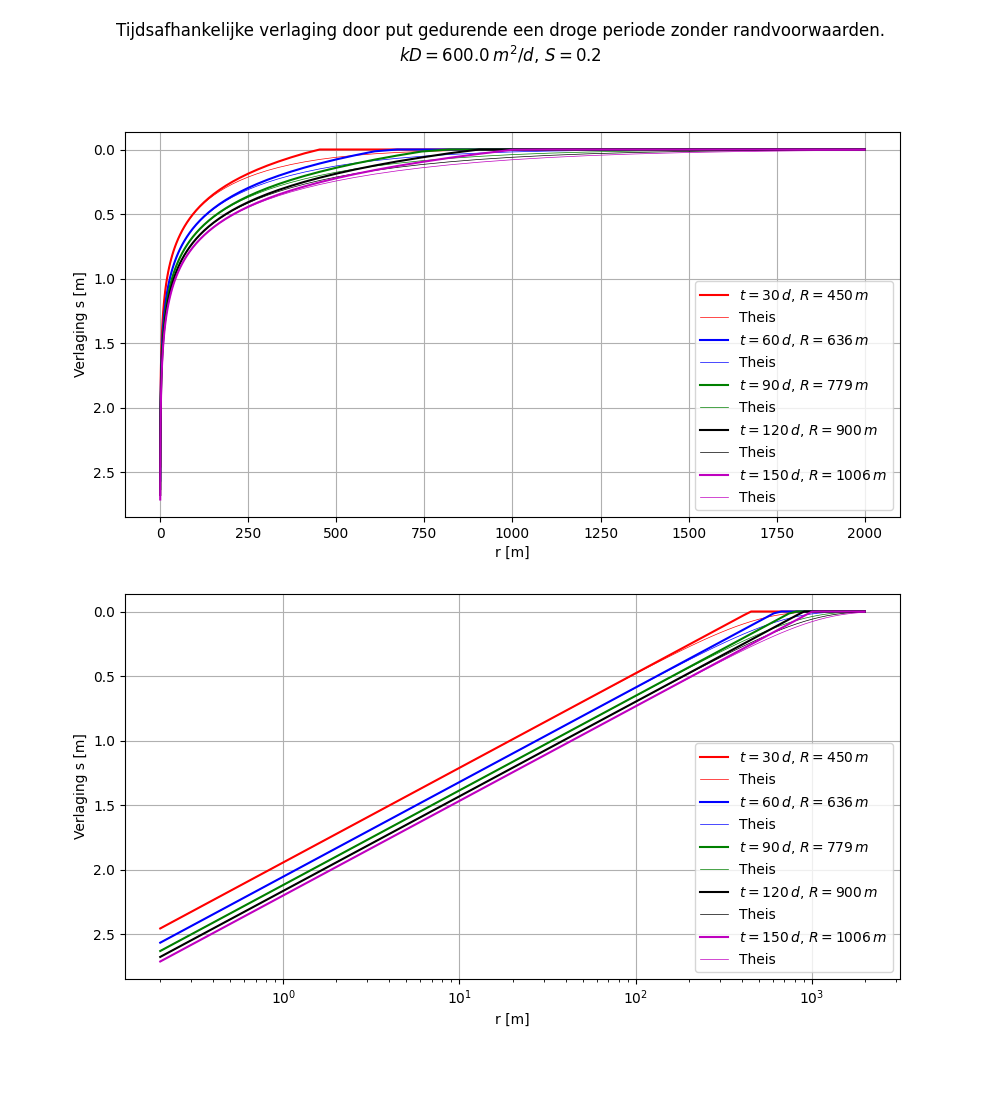 Tijdsafhankelijke verlaging door put gedurende een droge periode zonder randvoorwaarden.
kD = 600.0 m²/d, S = 0.2
0.0
0.5
1.0
1.5
2.0
2.5
Verlaging s [m]
t = 30 d, R = 450 m
Theis
t = 60 d, R = 636 m
Theis
t = 90 d, R = 779 m
Theis
t = 120 d, R = 900 m
Theis
t = 150 d, R = 1006 m
Theis
0 250 500 750 1000 1250 1500 1750 2000
r [m]
0.0
0.5
1.0
1.5
2.0
2.5
Verlaging s [m]
t = 30 d, R = 450 m
Theis
t = 60 d, R = 636 m
Theis
t = 90 d, R = 779 m
Theis
t = 120 d, R = 900 m
Theis
t = 150 d, R = 1006 m
Theis
10⁰ 10¹ 10² 10³
r [m]